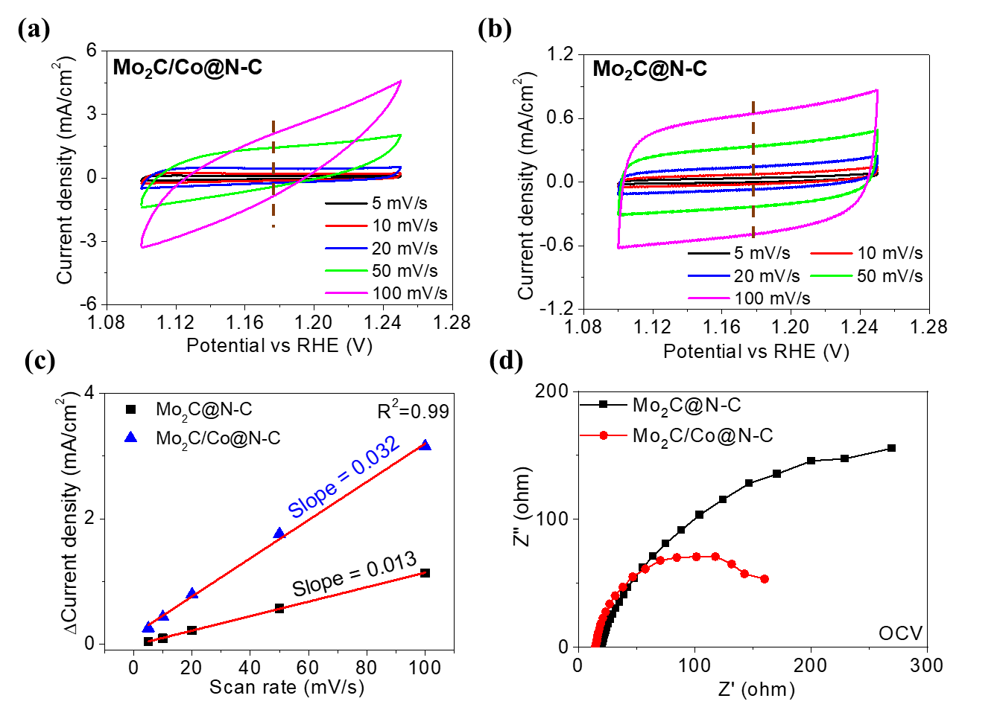 (a)
Mo2C/Co@N-C
Current density (mA/cm2)
6
3
0
-3
-6
1.08 1.12 1.16 1.20 1.24 1.28
Potential vs RHE (V)
5 mV/s
10 mV/s
20 mV/s
50 mV/s
100 mV/s
(b)
Mo2C@N-C
Current density (mA/cm2)
1.2
0.6
0.0
-0.6
-1.2
1.08 1.12 1.16 1.20 1.24 1.28
Potential vs RHE (V)
5 mV/s 10 mV/s
20 mV/s 50 mV/s
100 mV/s
(c)
Mo2C@N-C
Mo2C/Co@N-C
R2=0.99
Slope = 0.032
Slope = 0.013
ΔCurrent density (mA/cm2)
4
2
0
0 20 40 60 80 100
Scan rate (mV/s)
(d)
Mo2C@N-C
Mo2C/Co@N-C
Z" (ohm)
200
100
0
0 100 200 300
OCV
Z' (ohm)